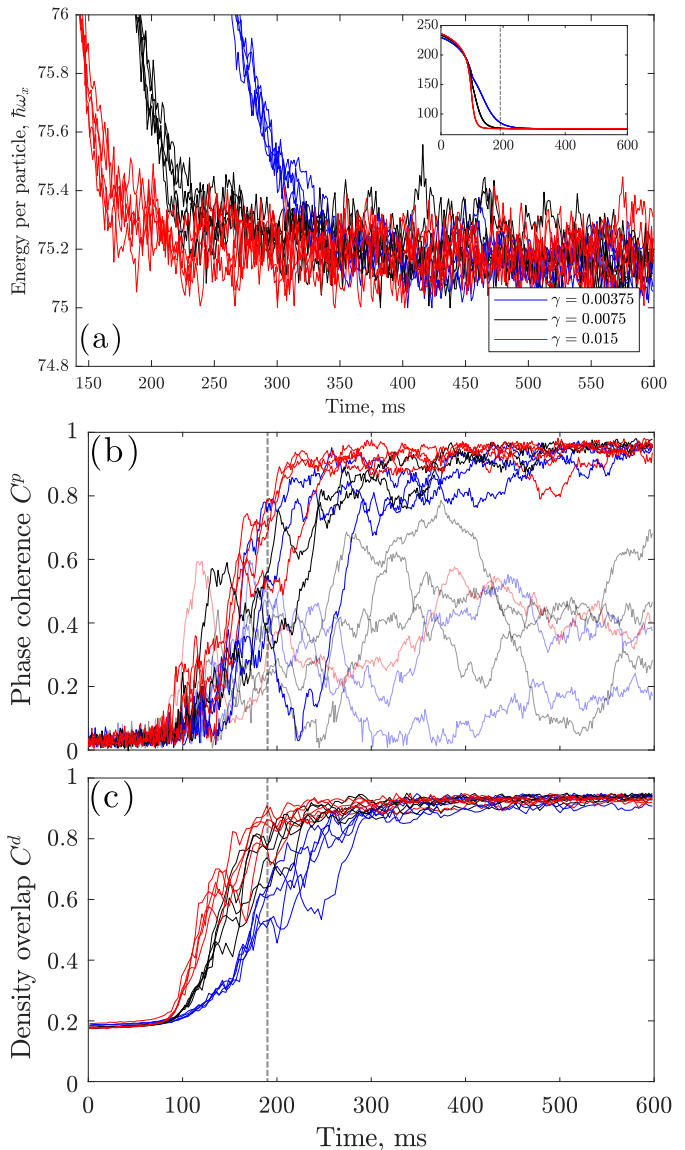 76
75.8
75.6
75.4
75.2
75
74.8
Energy per particle, ℏω_x
250
200
150
100
0 200 400 600
γ = 0.00375
γ = 0.0075
γ = 0.015
(a)
150 200 250 300 350 400 450 500 550 600
Time, ms
1
0.8
0.6
0.4
0.2
0
Phase coherence C^p
(b)
1
0.8
0.6
0.4
0.2
0
Density overlap C^d
(c)
0 100 200 300 400 500 600
Time, ms